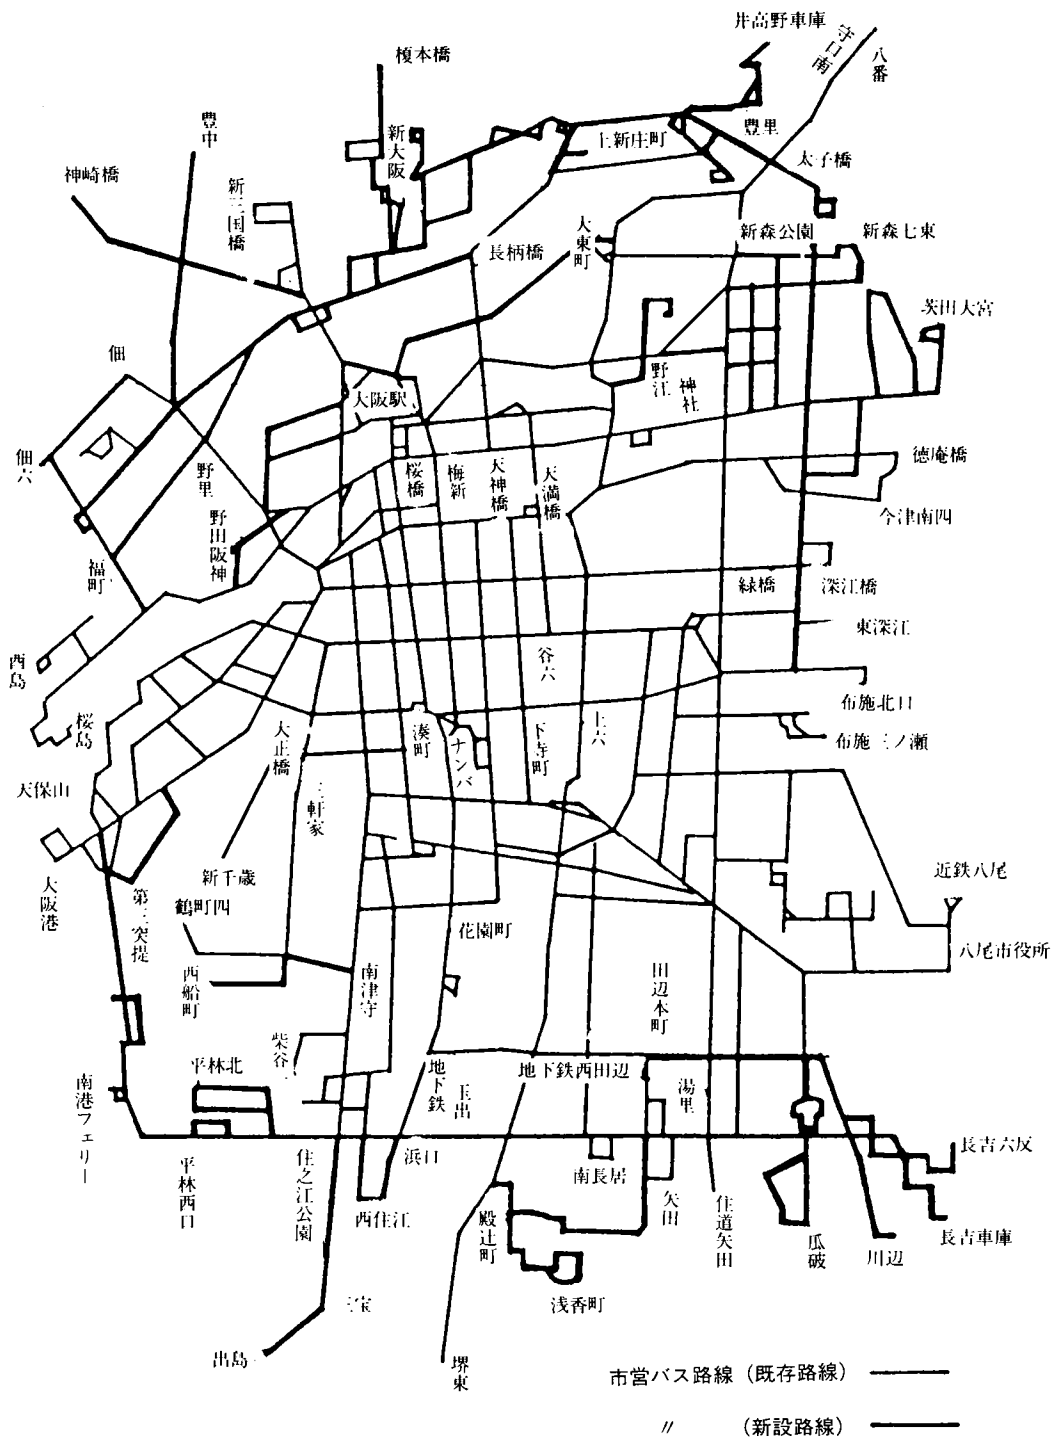 井高野車庫
守口南
八番
榎本橋
豊中
新大阪
上新庄町
豊里
太子橋
神崎橋
新三国橋
大東町
新森公園
新森七東
長柄橋
茨田大宮
佃
大阪駅
野江
神社
佃六
野里
桜橋
梅新
天神橋
天満橋
徳庵橋
野田阪神
今津南四
福町
緑橋
深江橋
東深江
西島
谷六
桜島
大正橋
湊町
ナンバ
下寺町
上六
布施北口
布施三ノ瀬
天保山
三軒家
大阪港
第三突提
新千歳
鶴町四
近鉄八尾
花園町
西船町
南津守
田辺本町
八尾市役所
柴谷
平林北
地下鉄
玉出
地下鉄西田辺
湯里
南港フェリー
平林西口
住之江公園
浜口
西住江
南長居
矢田
住道矢田
長吉六反
殿辻町
瓜破
川辺
長吉車庫
浅香町
三宝
出島
堺東
市営バス路線（既存路線）
〃 （新設路線）